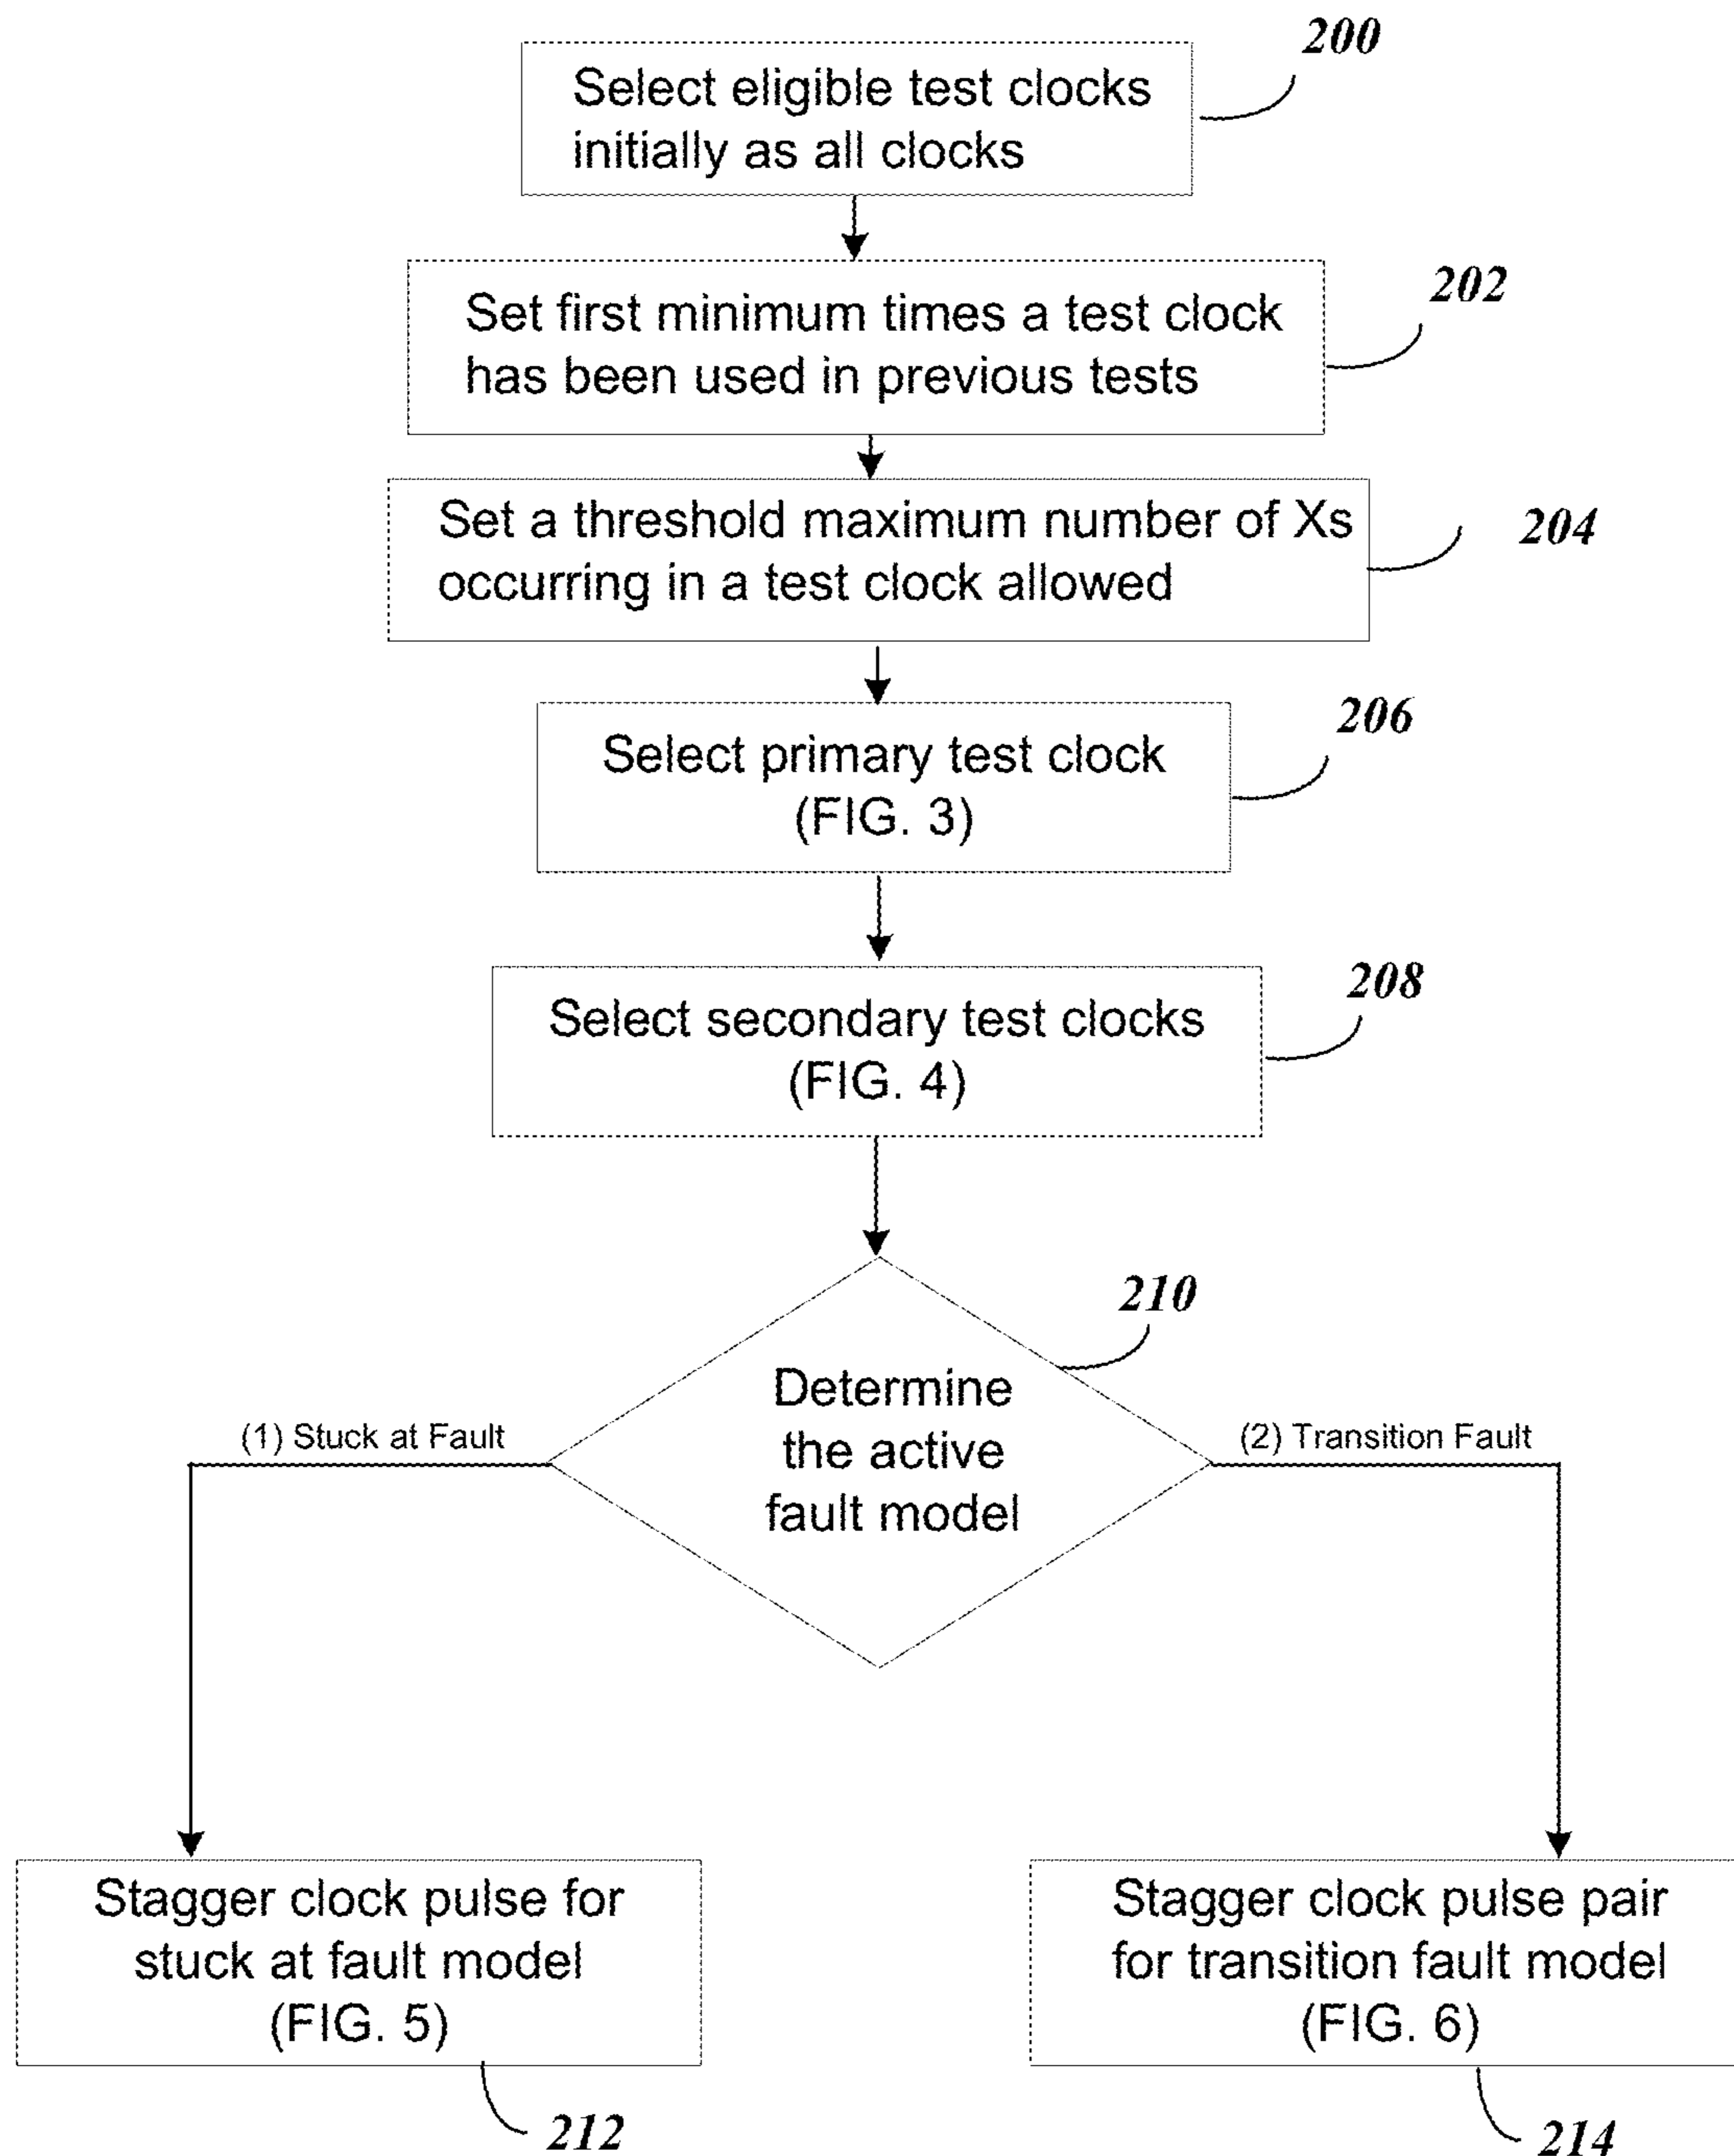 200
Select eligible test clocks
initially as all clocks
202
Set first minimum times a test clock
has been used in previous tests
204
Set a threshold maximum number of Xs
occurring in a test clock allowed
206
Select primary test clock
(FIG. 3)
208
Select secondary test clocks
(FIG. 4)
210
Determine
the active
fault model
(1) Stuck at Fault
(2) Transition Fault
Stagger clock pulse for
stuck at fault model
(FIG. 5)
212
Stagger clock pulse pair
for transition fault model
(FIG. 6)
214